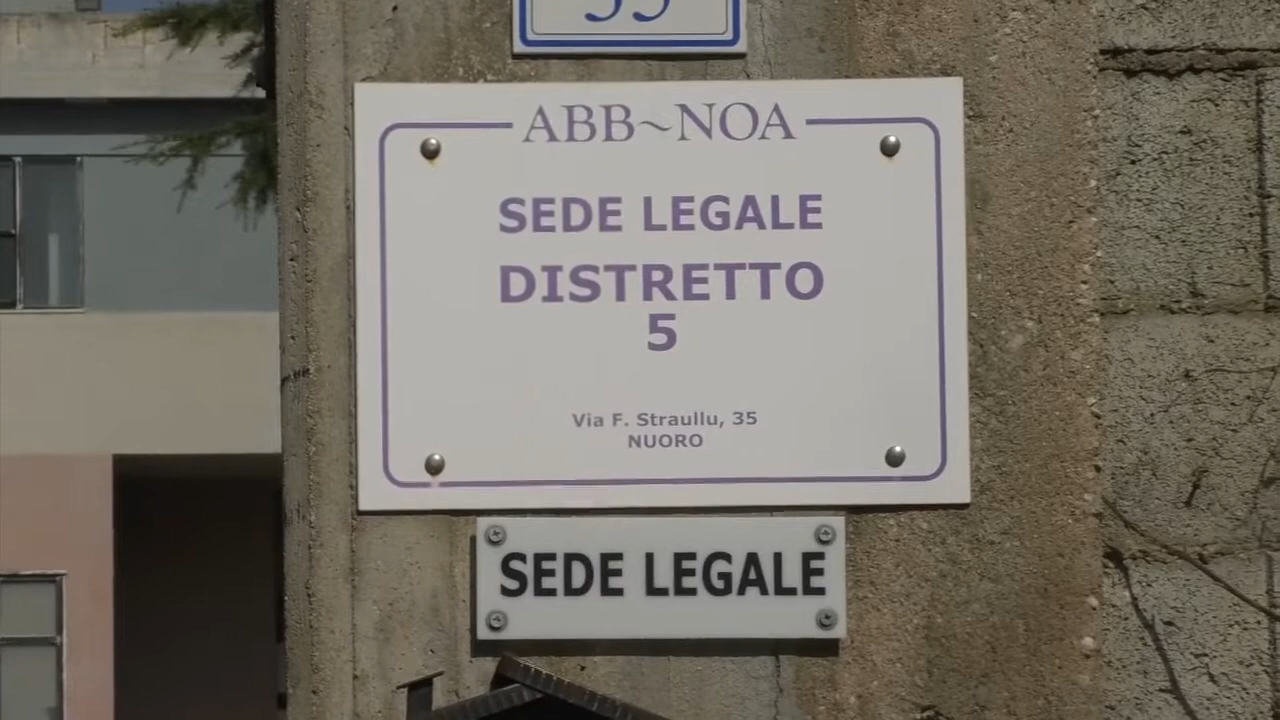 35
ABB~NOA
SEDE LEGALE
DISTRETTO
5
Via F. Straullu, 35
NUORO
SEDE LEGALE